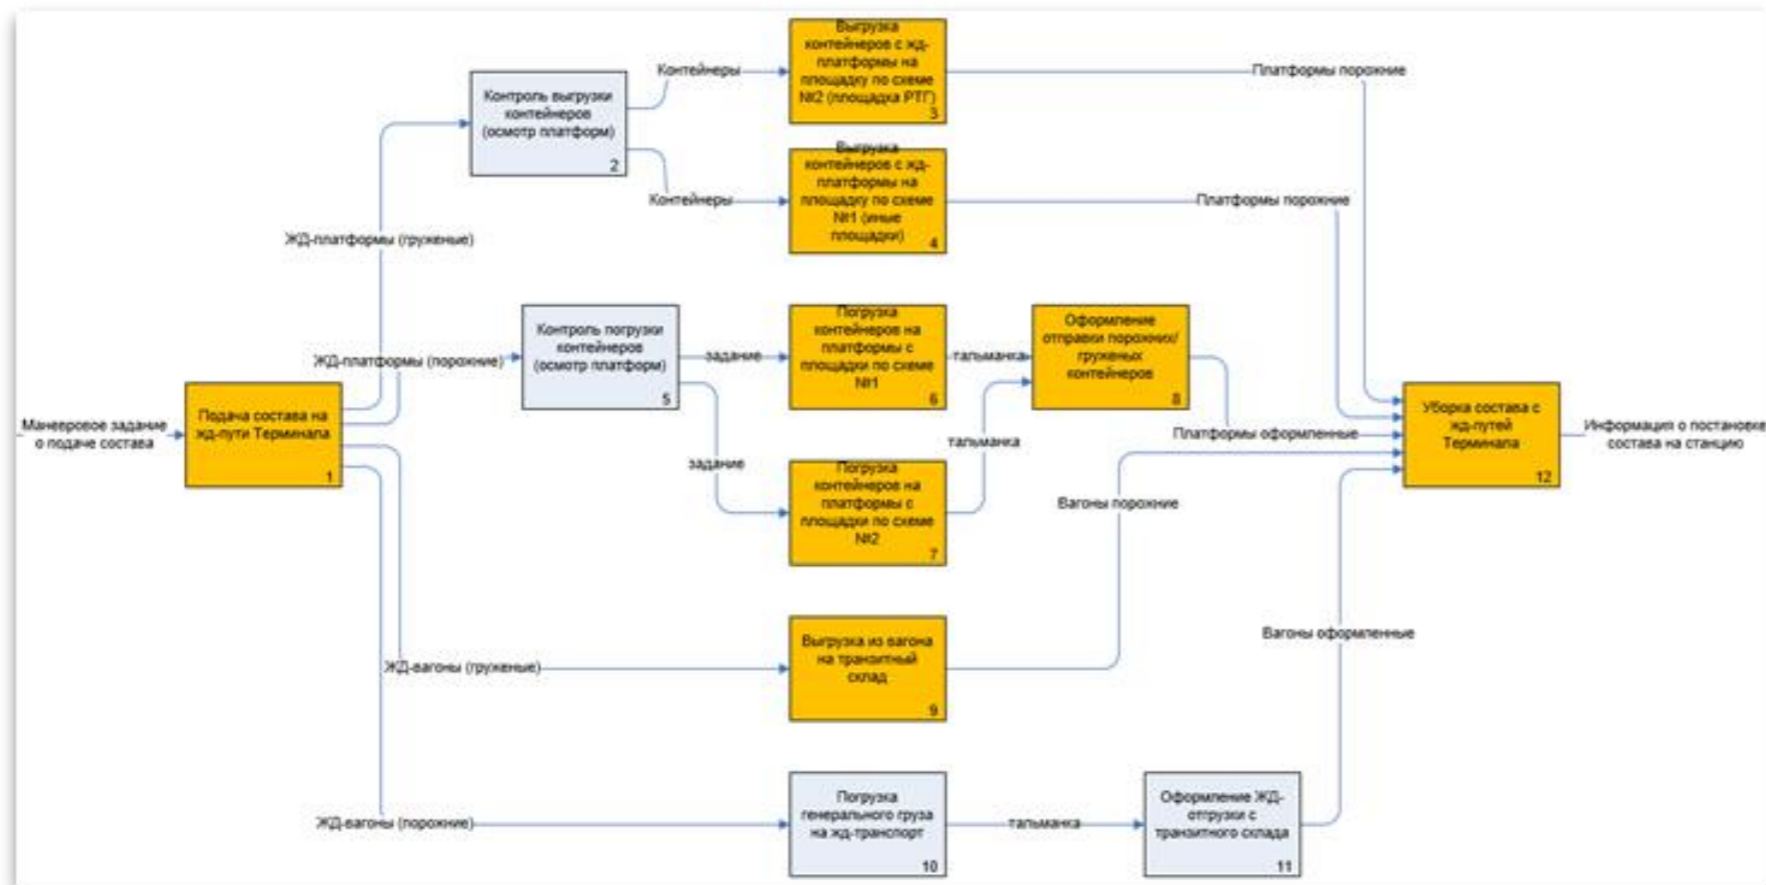 Выгрузка
контейнеров с жд-
платформы на
площадку по схеме
№2 (площадка РТГ)
3
Контейнеры
Платформы порожние
Контроль выгрузки
контейнеров
(осмотр платформ)
2
Выгрузка
контейнеров с жд-
платформы на
площадку по схеме
№1 (иные
площадки)
4
Контейнеры
Платформы порожние
ЖД-платформы (груженые)
ЖД-платформы (порожние)
Контроль погрузки
контейнеров
(осмотр платформ)
5
задание
Погрузка
контейнеров на
платформы с
площадки по схеме
№1
6
тальманка
Оформление
отправки порожних/
груженых
контейнеров
8
Маневровое задание
о подаче состава
Подача состава на
жд-пути Терминала
1
задание
тальманка
Платформы оформленные
Уборка состава с
жд-путей
Терминала
12
Информация о постановке
состава на станцию
Погрузка
контейнеров на
платформы с
площадки по схеме
№2
7
Вагоны порожние
ЖД-вагоны (груженые)
Выгрузка из вагона
на транзитный
склад
9
Вагоны оформленные
ЖД-вагоны (порожние)
Погрузка
генерального груза
на жд-транспорт
10
тальманка
Оформление ЖД-
отгрузки с
транзитного склада
11